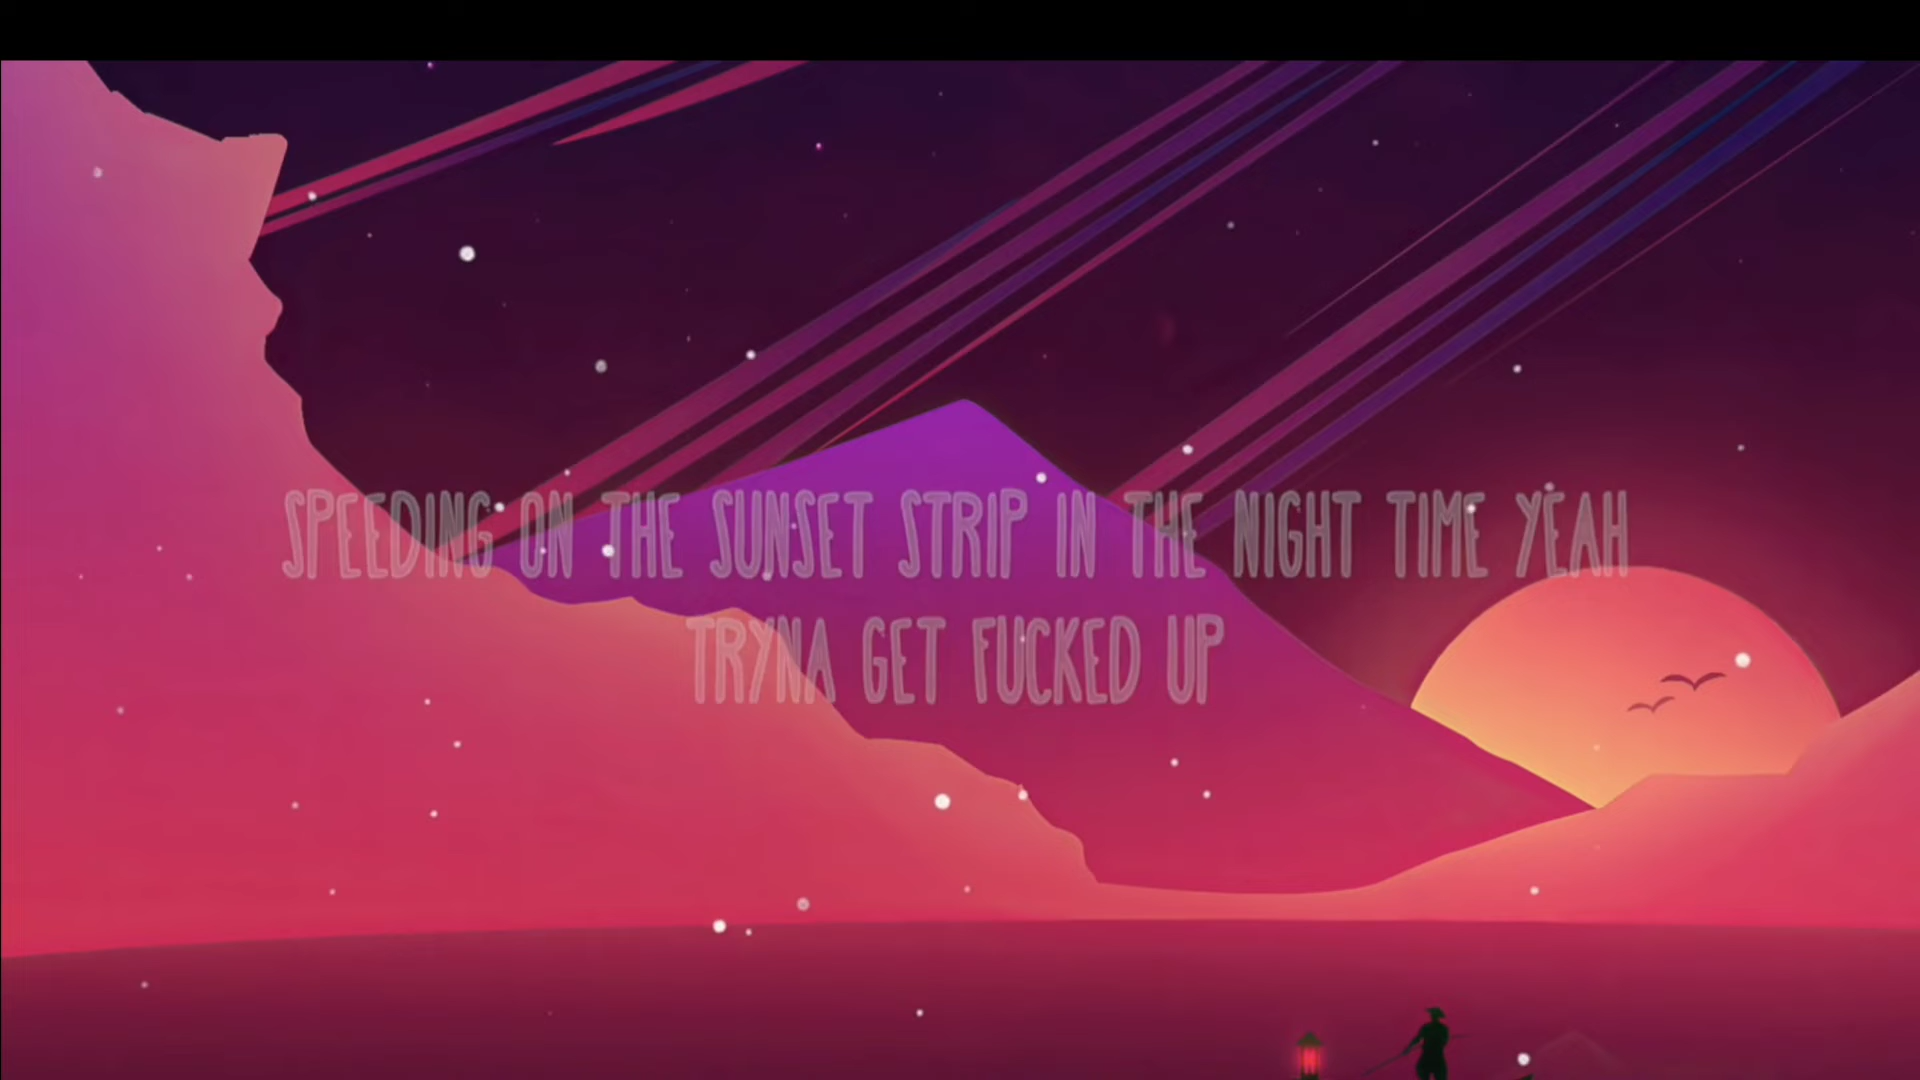 SPEEDING ON THE SUNSET STRIP IN THE NIGHT TIME YEAH
TRYNA GET FUCKED UP